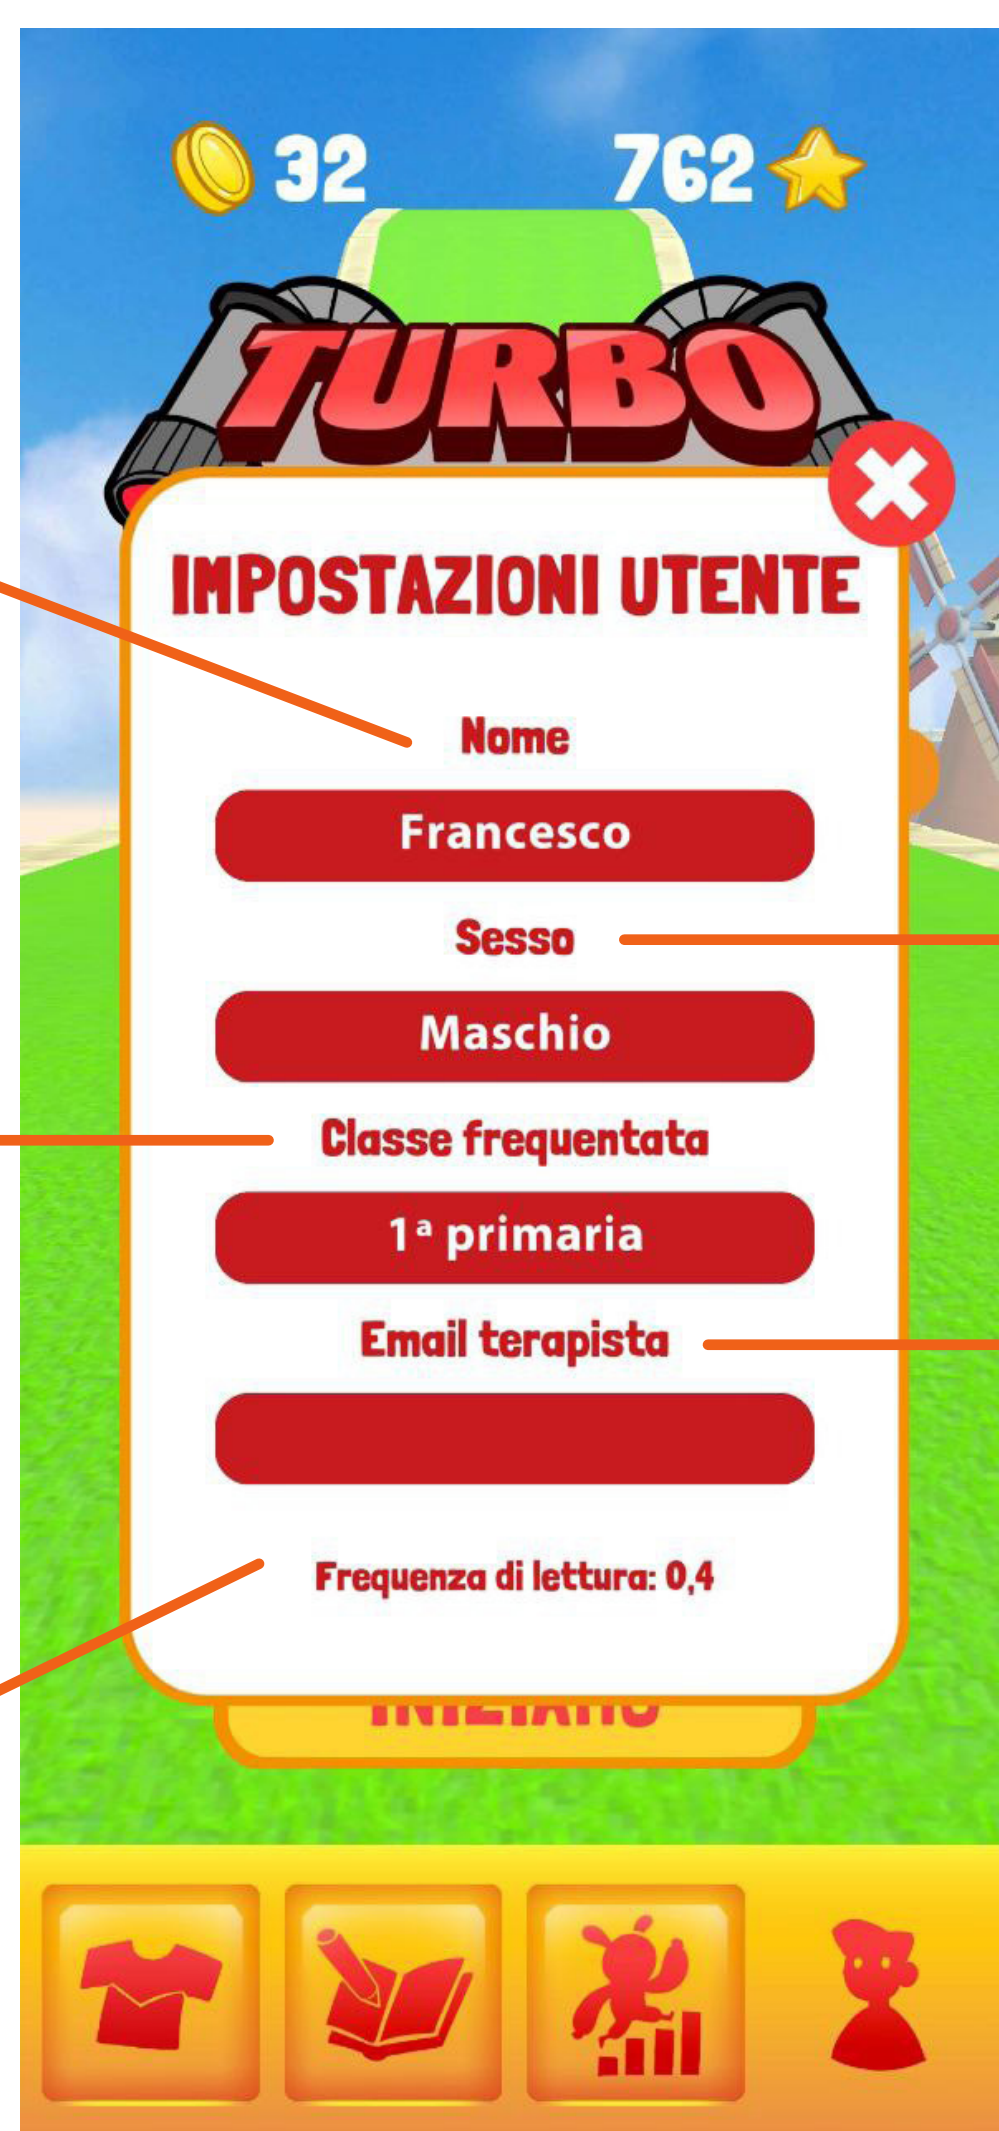 32
762
TURBO
IMPOSTAZIONI UTENTE
Nome
Francesco
Sesso
Maschio
Classe frequentata
1ª primaria
Email terapista
Frequenza di lettura: 0,4